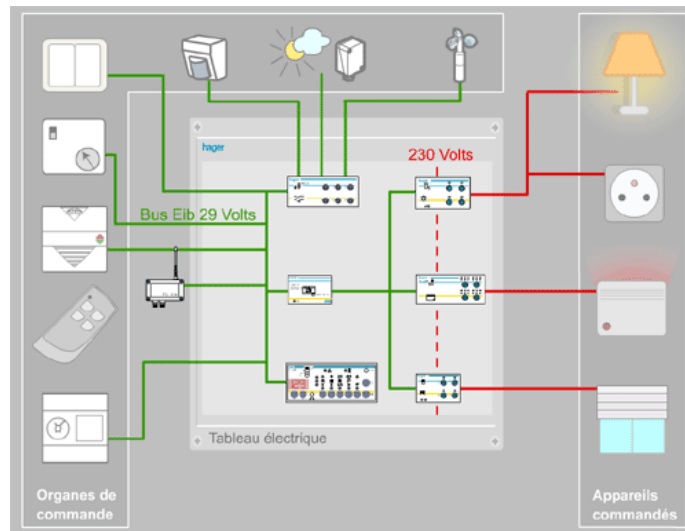 hager
230 Volts
Bus Eib 29 Volts
Tableau électrique
Organes de
commande
Appareils
commandés